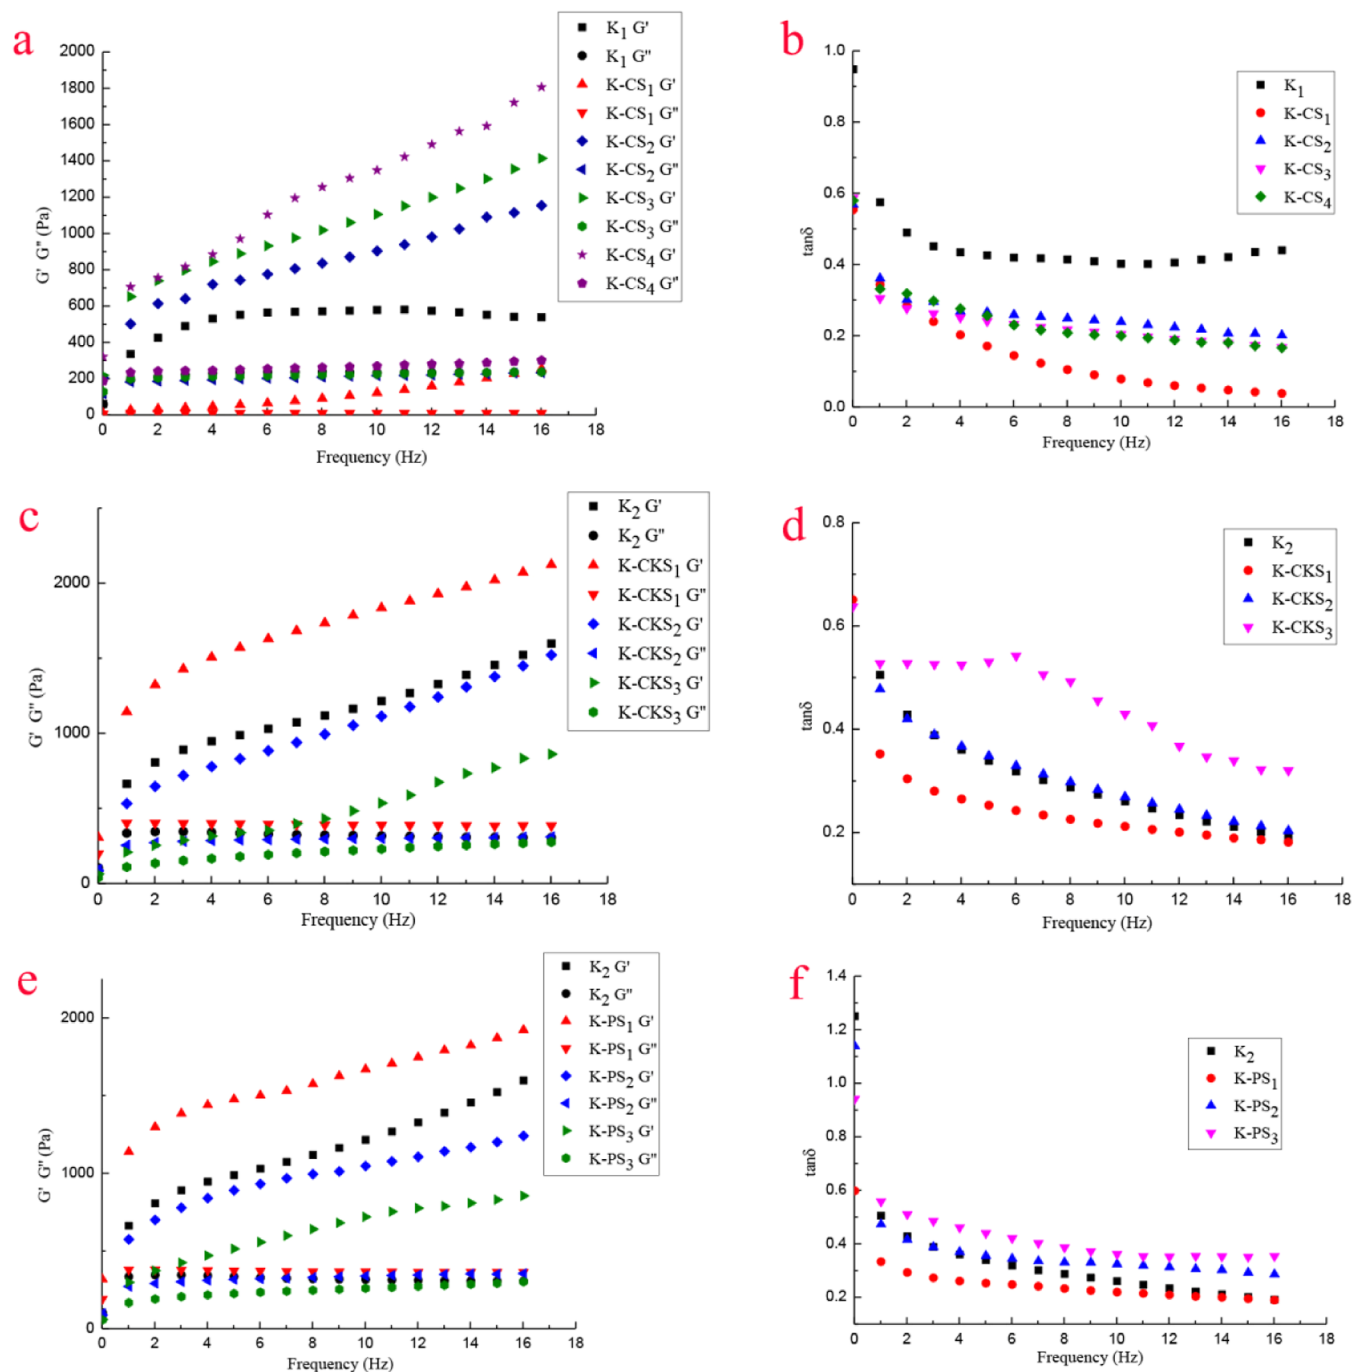 a
2000
1800
1600
1400
1200
1000
800
600
400
200
0
0 2 4 6 8 10 12 14 16 18
Frequency (Hz)
G' G" (Pa)
K1 G'
K1 G"
K-CS1 G'
K-CS1 G"
K-CS2 G'
K-CS2 G"
K-CS3 G'
K-CS3 G"
K-CS4 G'
K-CS4 G"
b
1.0
0.8
0.6
0.4
0.2
0.0
0 2 4 6 8 10 12 14 16 18
Frequency (Hz)
tanδ
K1
K-CS1
K-CS2
K-CS3
K-CS4
c
2000
1000
0
0 2 4 6 8 10 12 14 16 18
Frequency (Hz)
G' G" (Pa)
K2 G'
K2 G"
K-CKS1 G'
K-CKS1 G"
K-CKS2 G'
K-CKS2 G"
K-CKS3 G'
K-CKS3 G"
d
0.8
0.6
0.4
0.2
0 2 4 6 8 10 12 14 16 18
Frequency (Hz)
tanδ
K2
K-CKS1
K-CKS2
K-CKS3
e
2000
1000
0
0 2 4 6 8 10 12 14 16 18
Frequency (Hz)
G' G" (Pa)
K2 G'
K2 G"
K-PS1 G'
K-PS1 G"
K-PS2 G'
K-PS2 G"
K-PS3 G'
K-PS3 G"
f
1.4
1.2
1.0
0.8
0.6
0.4
0.2
0 2 4 6 8 10 12 14 16 18
Frequency (Hz)
tanδ
K2
K-PS1
K-PS2
K-PS3